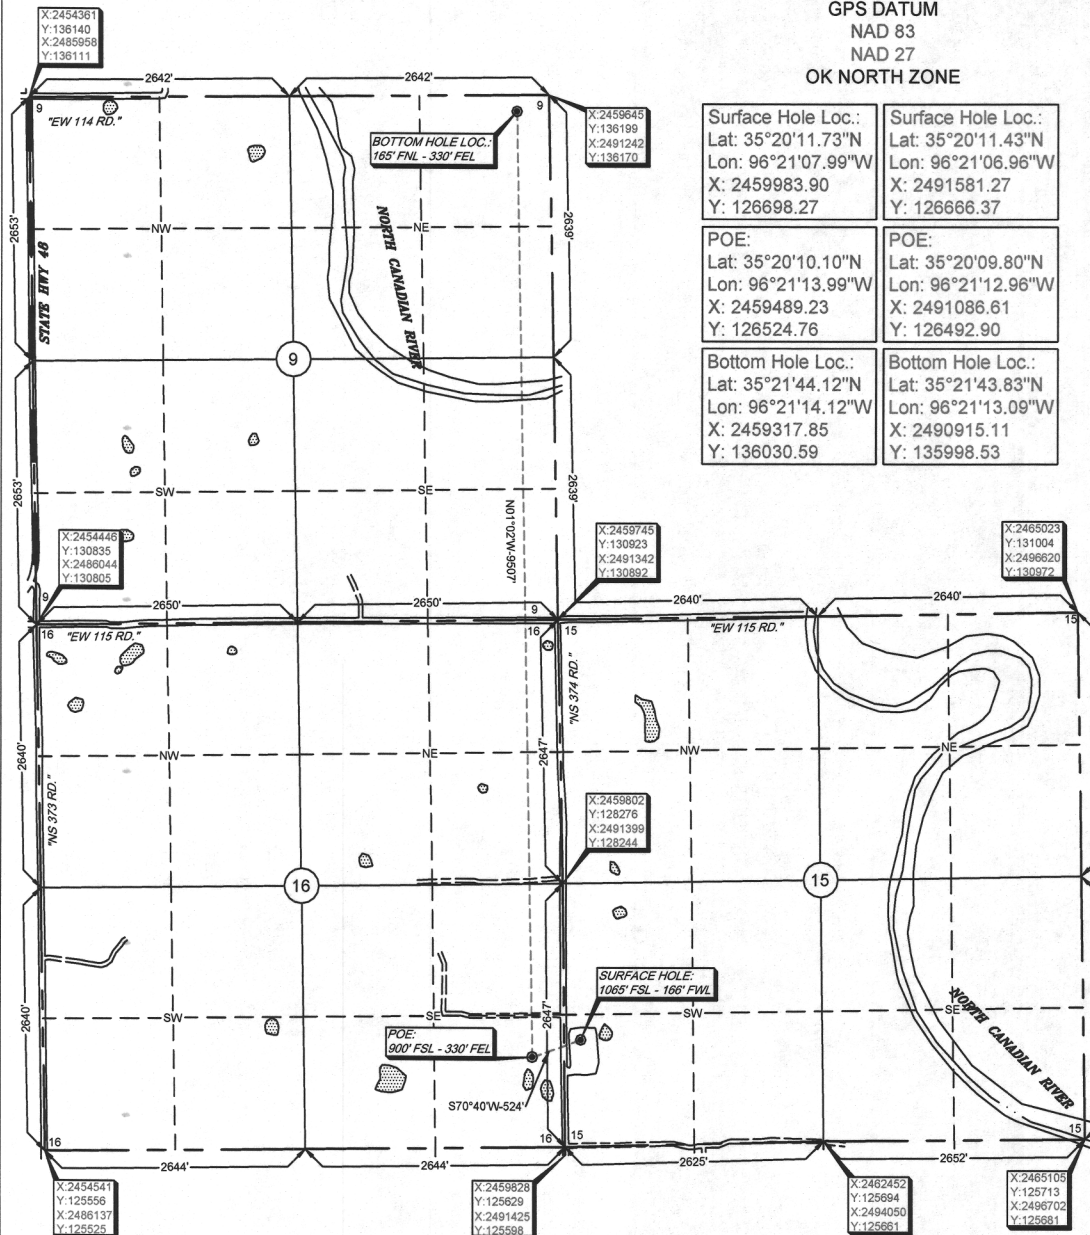 GPS DATUM
NAD 83
NAD 27
OK NORTH ZONE
Surface Hole Loc.:
Lat: 35°20'11.73"N
Lon: 96°21'07.99"W
X: 2459983.90
Y: 126698.27
Surface Hole Loc.:
Lat: 35°20'11.43"N
Lon: 96°21'06.96"W
X: 2491581.27
Y: 126666.37
POE:
Lat: 35°20'10.10"N
Lon: 96°21'13.99"W
X: 2459489.23
Y: 126524.76
POE:
Lat: 35°20'09.80"N
Lon: 96°21'12.96"W
X: 2491086.61
Y: 126492.90
Bottom Hole Loc.:
Lat: 35°21'44.12"N
Lon: 96°21'14.12"W
X: 2459317.85
Y: 136030.59
Bottom Hole Loc.:
Lat: 35°21'43.83"N
Lon: 96°21'13.09"W
X: 2490915.11
Y: 135998.53
X:2454361
Y:136140
X:2485958
Y:136111
2642'
2642'
9
9
"EW 114 RD."
BOTTOM HOLE LOC.:
165' FNL - 330' FEL
X:2459645
Y:136199
X:2491242
Y:136170
2653'
STATE HWY 48
NW
NE
NORTH CANADIAN RIVER
2639'
9
2653'
SW
SE
N01°02'W-9507'
2639'
X:2454446
Y:130835
X:2486044
Y:130805
X:2459745
Y:130923
X:2491342
Y:130892
X:2465023
Y:131004
X:2496620
Y:130972
9
2650'
2650'
9
2640'
2640'
15
16
"EW 115 RD."
16
15
"EW 115 RD."
"NS 374 RD."
2640'
"NS 373 RD."
NW
NE
2647'
NW
NE
X:2459802
Y:128276
X:2491399
Y:128244
16
15
SURFACE HOLE:
1065' FSL - 166' FWL
2640'
SW
SE
2647'
SW
SE
NORTH CANADIAN RIVER
POE:
900' FSL - 330' FEL
S70°40'W-524'
16
16
15
15
2644'
2644'
2625'
2652'
X:2454541
Y:125556
X:2486137
Y:125525
X:2459828
Y:125629
X:2491425
Y:125598
X:2462452
Y:125694
X:2494050
Y:125661
X:2465105
Y:125713
X:2496702
Y:125681